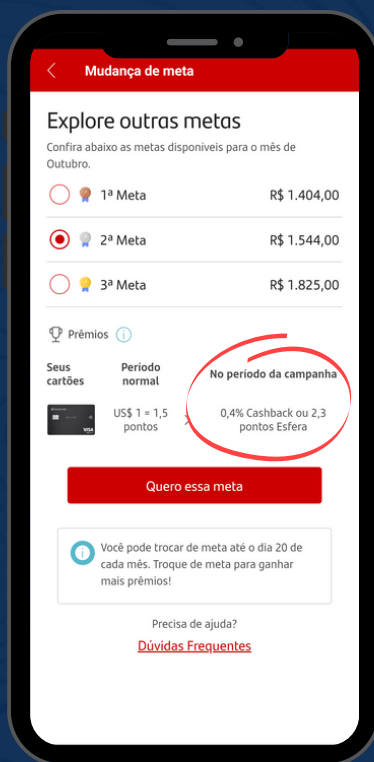 Mudança de meta
Explore outras metas
Confira abaixo as metas disponiveis para o mês de
Outubro.
1ª Meta R$ 1.404,00
2ª Meta R$ 1.544,00
3ª Meta R$ 1.825,00
Prêmios
Seus
cartões
Período
normal
No período da campanha
VISA
US$ 1 = 1,5
pontos
0,4% Cashback ou 2,3
pontos Esfera
Quero essa meta
Você pode trocar de meta até o dia 20 de
cada mês. Troque de meta para ganhar
mais prêmios!
Precisa de ajuda?
Dúvidas Frequentes